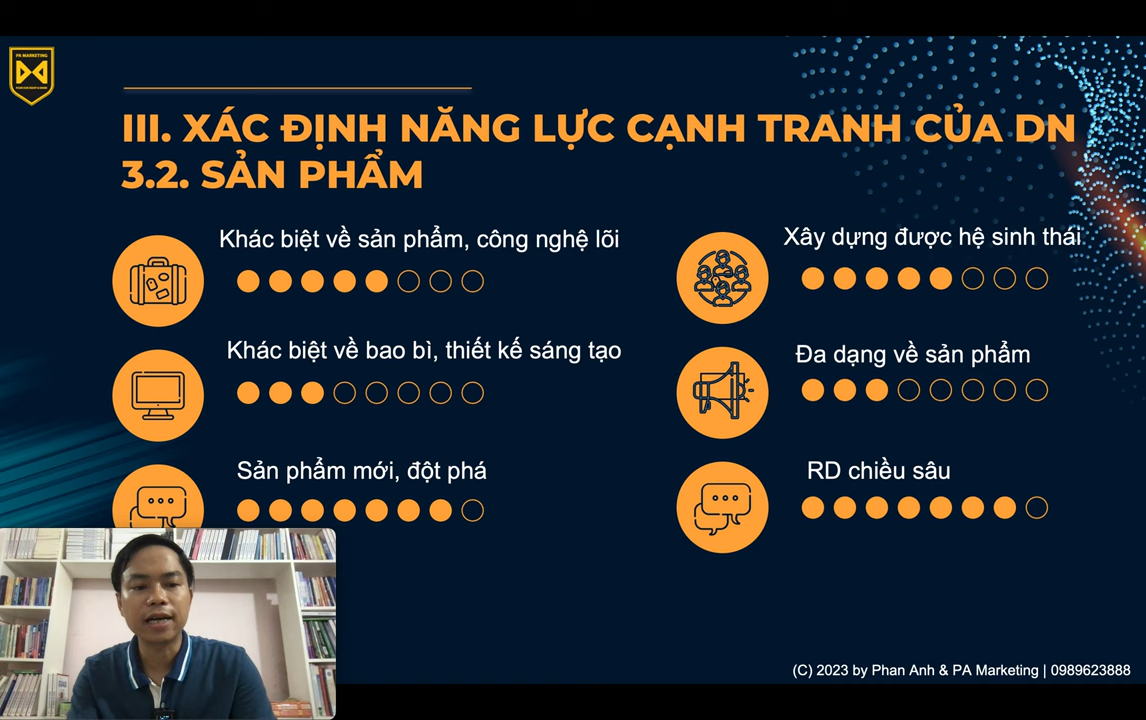 PA MARKETING
III. XÁC ĐỊNH NĂNG LỰC CẠNH TRANH CỦA DN
3.2. SẢN PHẨM
Khác biệt về sản phẩm, công nghệ lõi
Khác biệt về bao bì, thiết kế sáng tạo
Sản phẩm mới, đột phá
Xây dựng được hệ sinh thái
Đa dạng về sản phẩm
RD chiều sâu
(C) 2023 by Phan Anh & PA Marketing | 0989623888